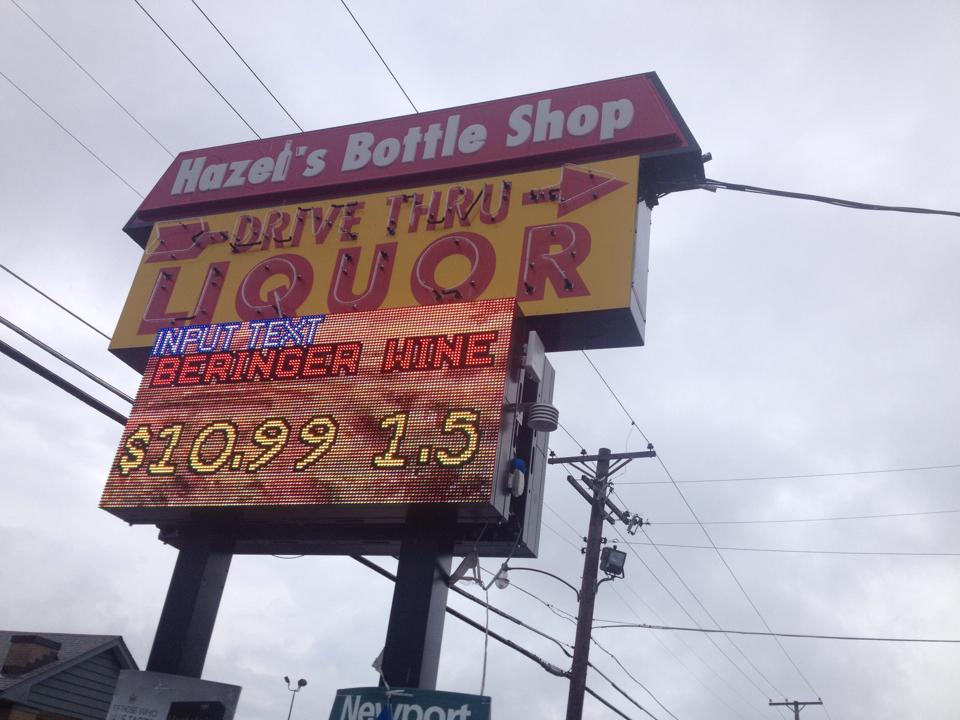 Hazel's Bottle Shop
DRIVE THRU
LIQUOR
INPUT TEXT
BERINGER WINE
$10.99 1.5
Newport